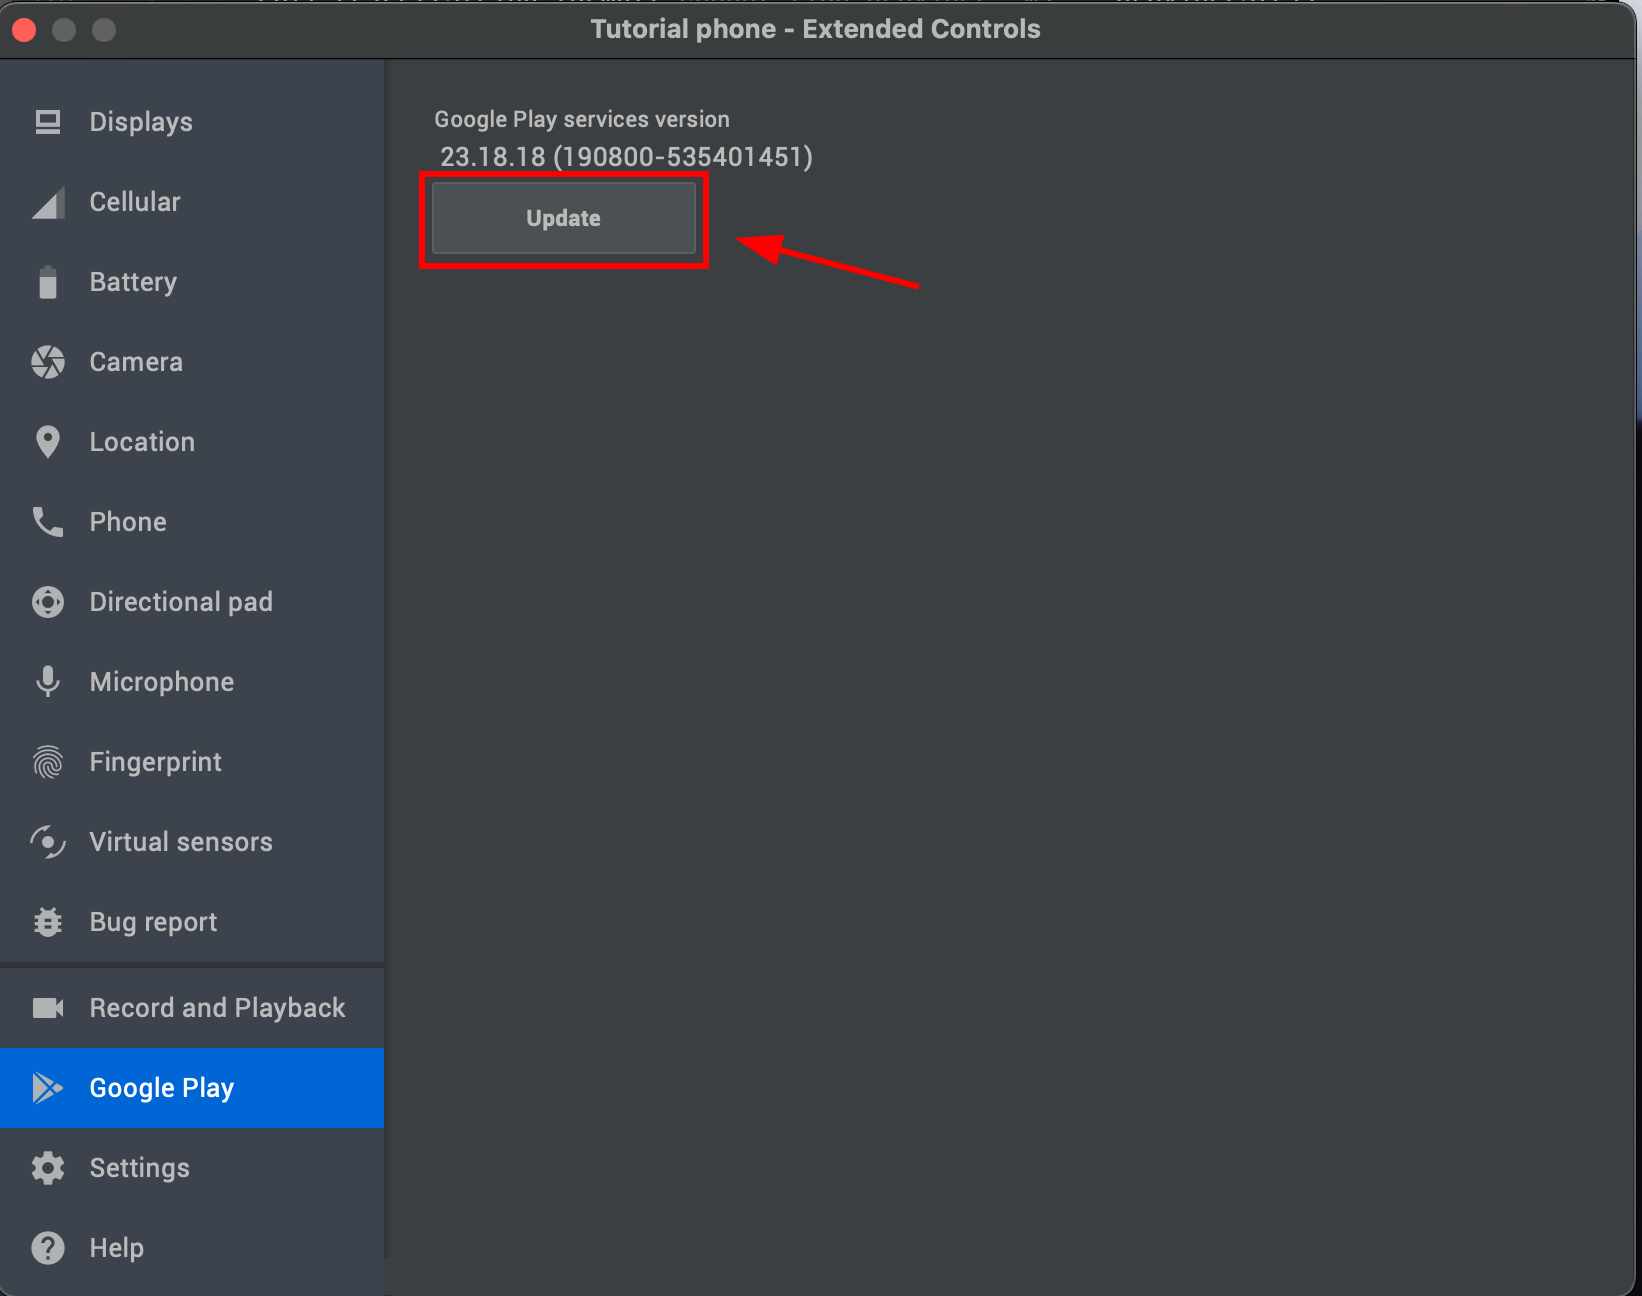 Tutorial phone - Extended Controls
Displays
Cellular
Battery
Camera
Location
Phone
Directional pad
Microphone
Fingerprint
Virtual sensors
Bug report
Record and Playback
Google Play
Settings
Help
Google Play services version
23.18.18 (190800-535401451)
Update